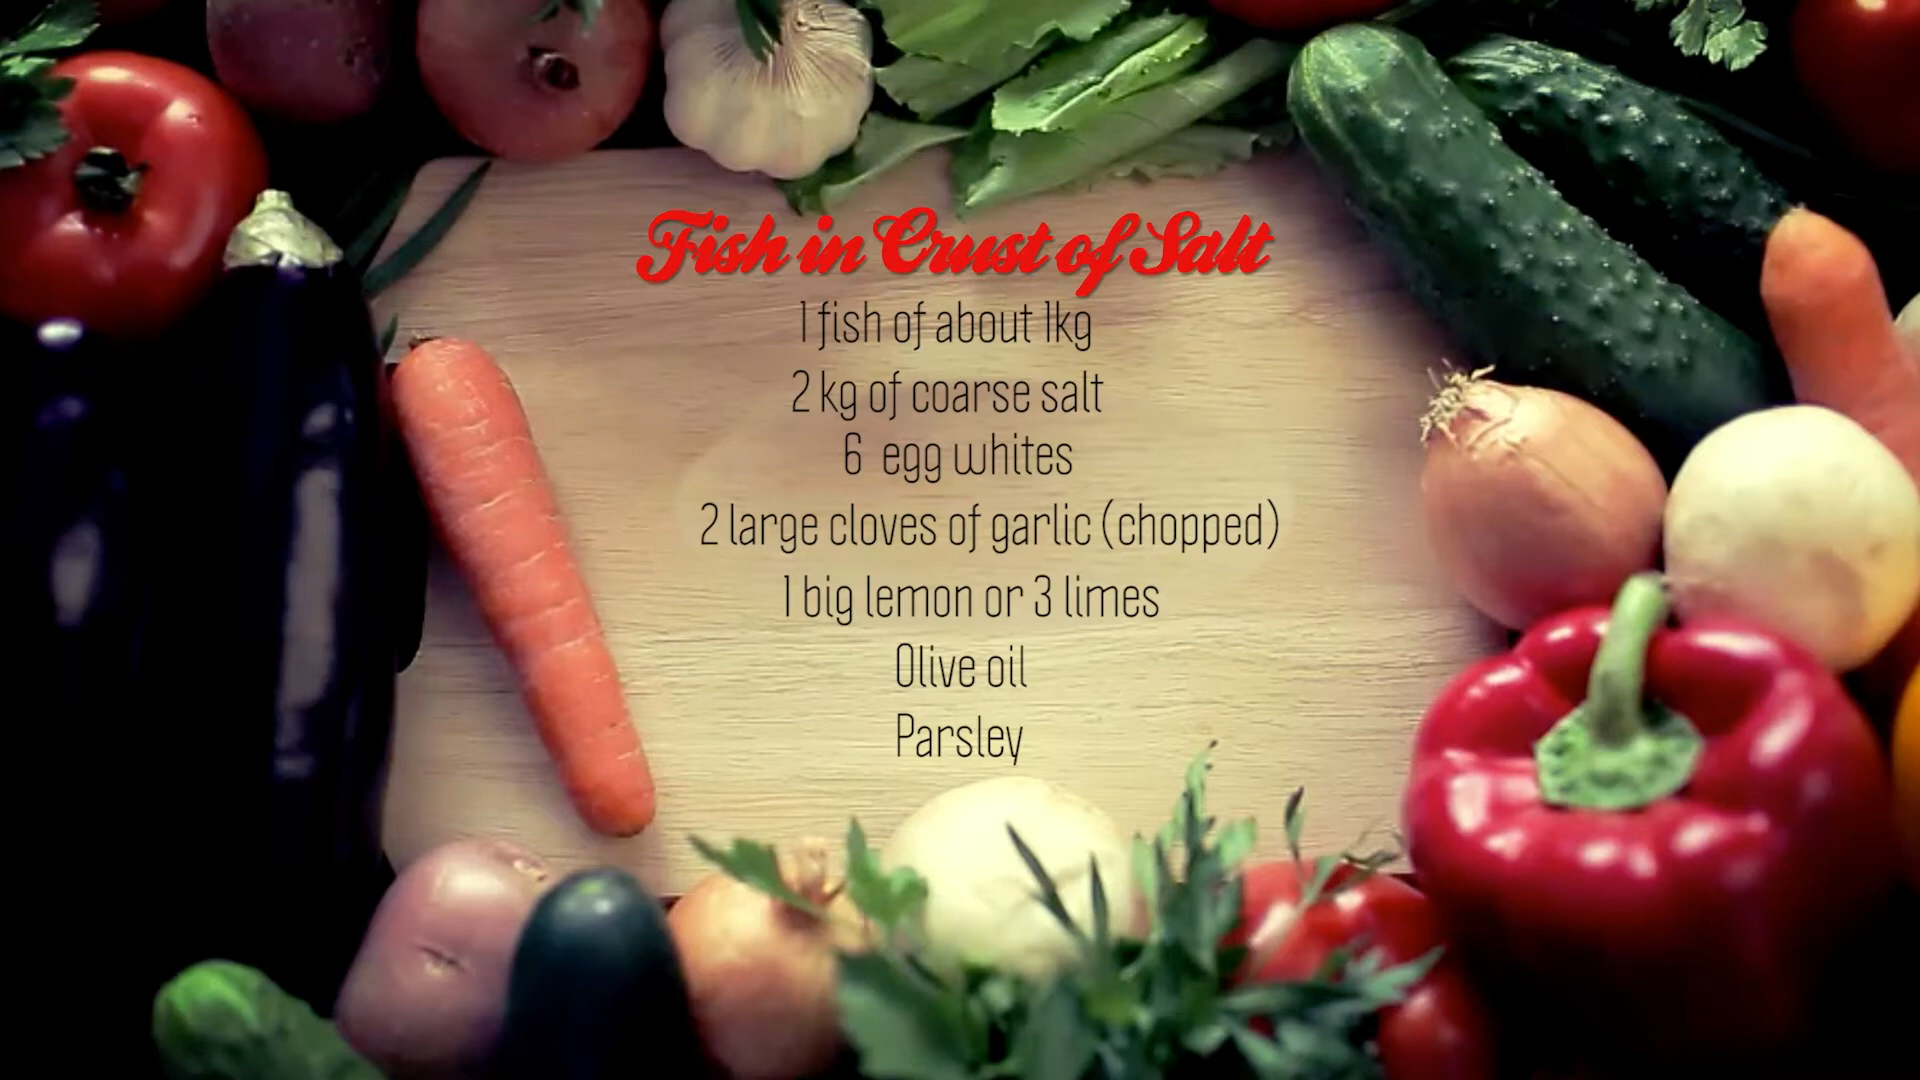 Fish in Crust of Salt
1 fish of about 1kg
2 kg of coarse salt
6 egg whites
2 large cloves of garlic (chopped)
1 big lemon or 3 limes
Olive oil
Parsley